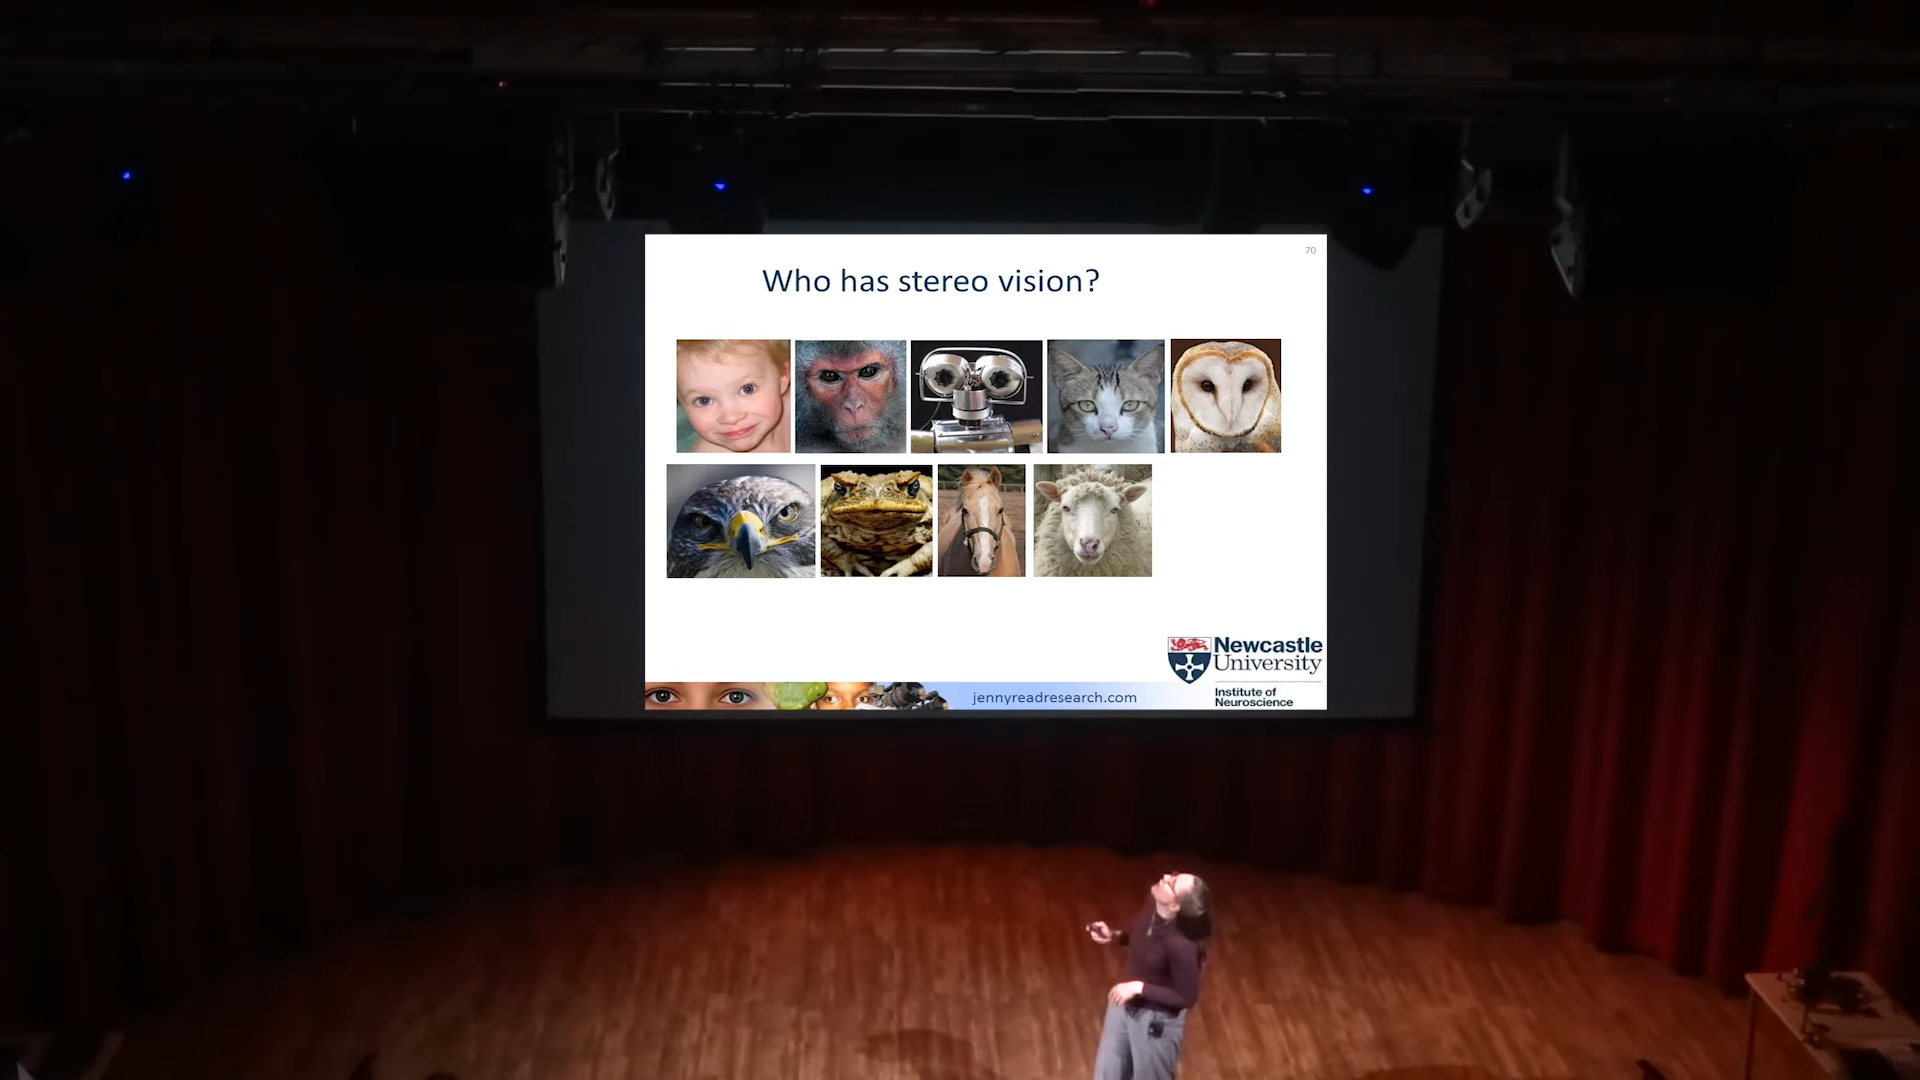 70
Who has stereo vision?
Newcastle
University
Institute of
Neuroscience
jennyreadresearch.com